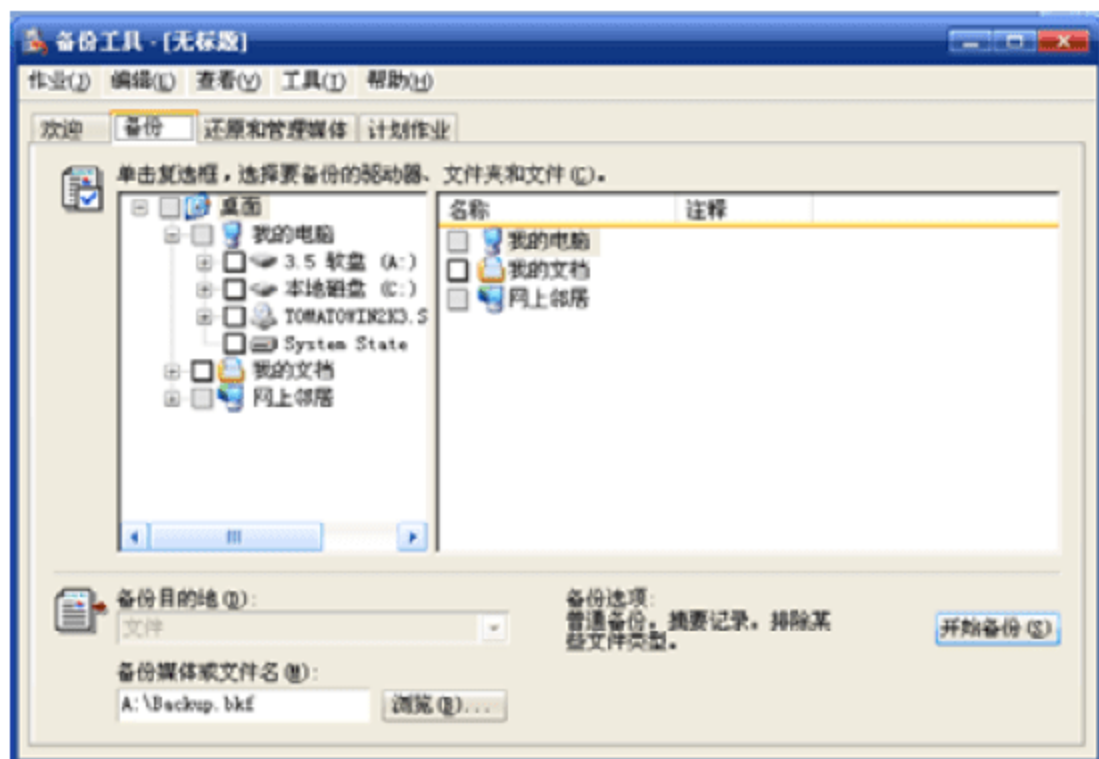 备份工具 - [无标题]
作业(J) 编辑(E) 查看(V) 工具(T) 帮助(H)
欢迎 备份 还原和管理媒体 计划作业
单击复选框，选择要备份的驱动器、文件夹和文件(C)。
桌面
我的电脑
3.5 软盘 (A:)
本地磁盘 (C:)
TOMATOWIN2K3.S
System State
我的文档
网上邻居
名称 注释
我的电脑
我的文档
网上邻居
备份目的地(D):
文件
备份媒体或文件名(M):
A:\Backup.bkf
浏览(B)...
备份选项:
普通备份。摘要记录。排除某
些文件类型。
开始备份(S)